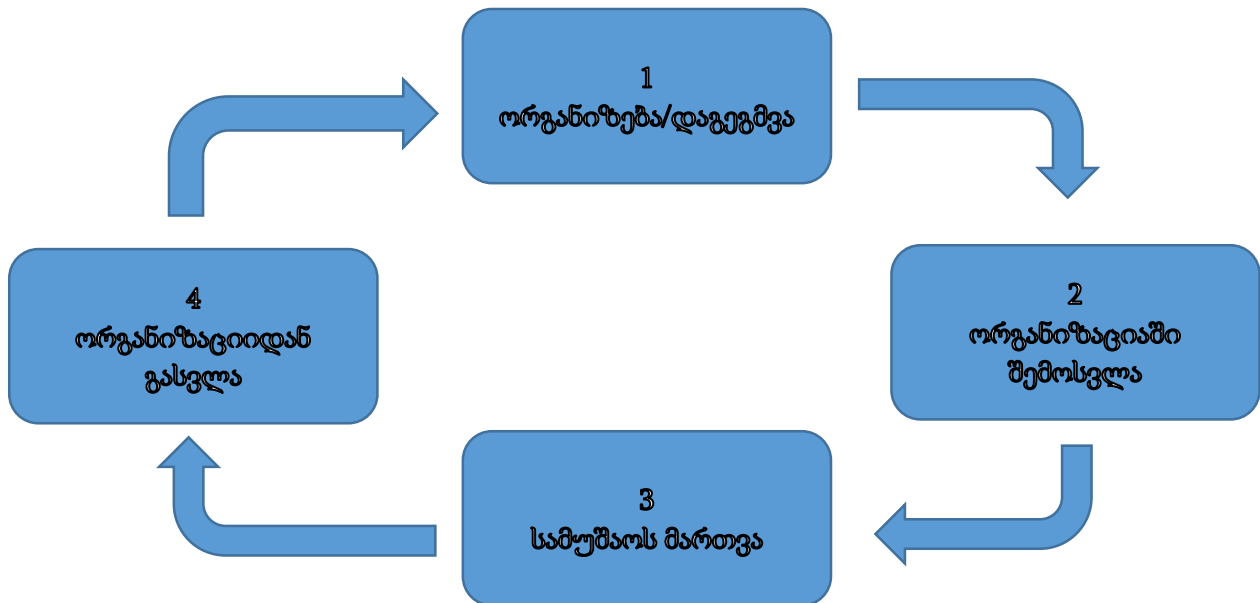 1
ორგანიზება/დაგეგმვა
2
ორგანიზაციაში
შემოსვლა
3
სამუშაოს მართვა
4
ორგანიზაციიდან
გასვლა